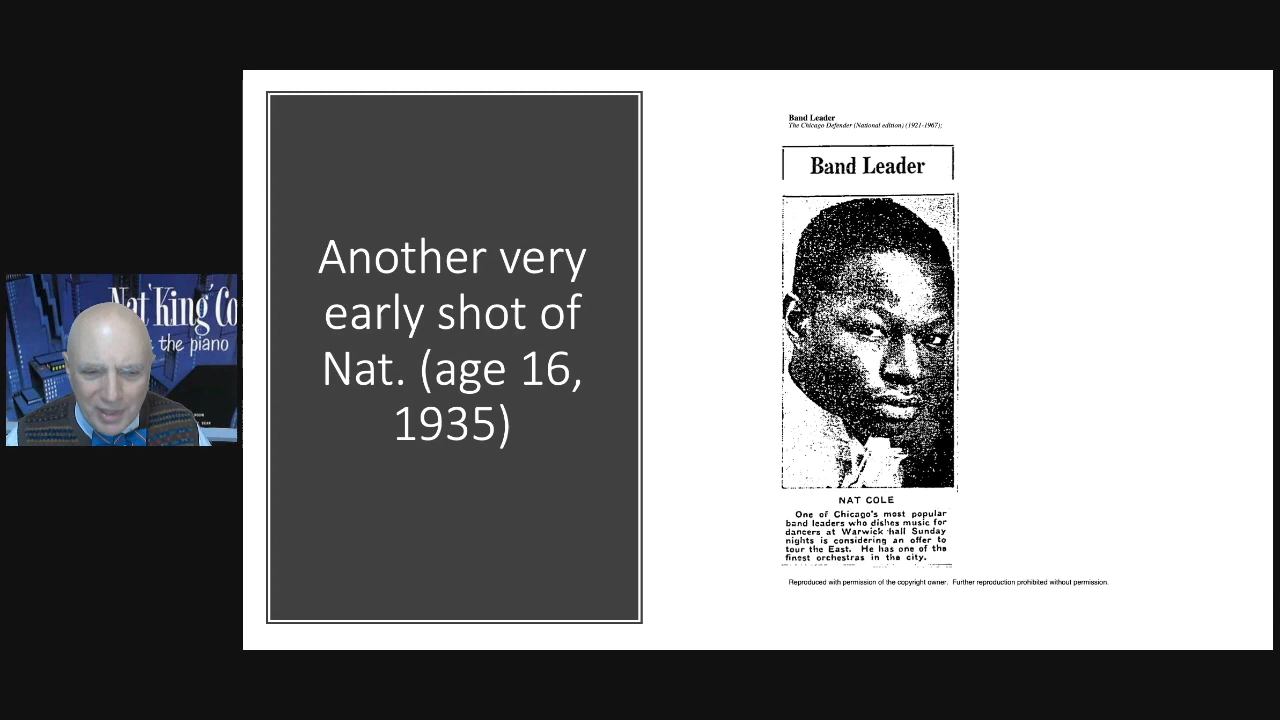 Nat 'King' Co
the piano
Another very
early shot of
Nat. (age 16,
1935)
Band Leader
The Chicago Defender (National edition) (1921-1967);
Band Leader
NAT COLE
One of Chicago's most popular
band leaders who dishes music for
dancers at Warwick hall Sunday
nights is considering an offer to
tour the East. He has one of the
finest orchestras in the city.
Reproduced with permission of the copyright owner. Further reproduction prohibited without permission.